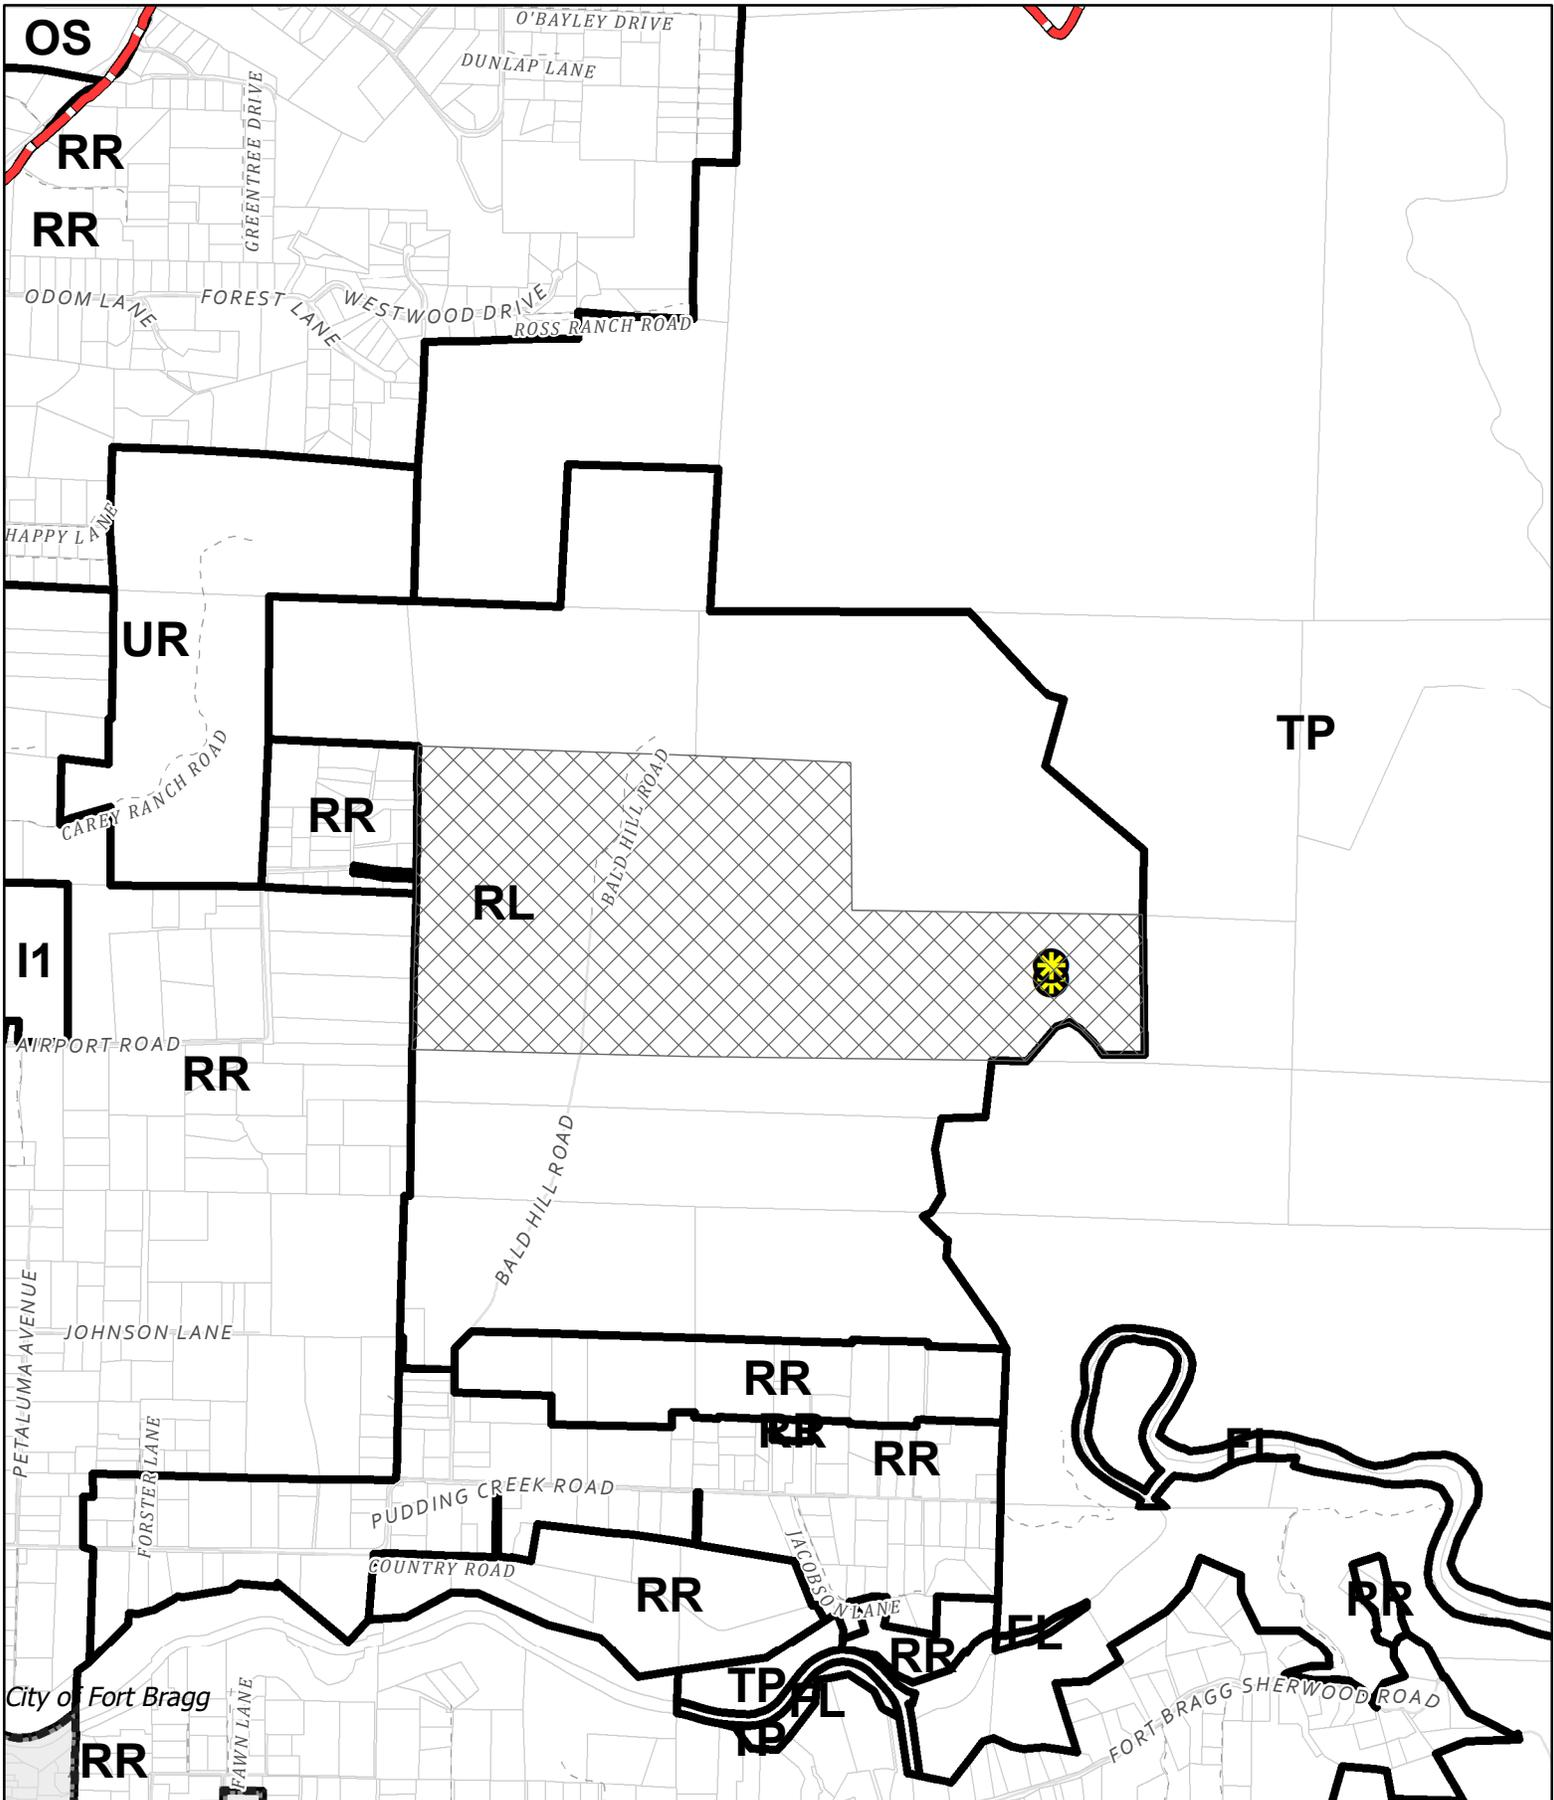 O'BAYLEY DRIVE
OS
DUNLAP LANE
GREENTREE DRIVE
RR
RR
ODOM LANE
FOREST LANE
WESTWOOD DRIVE
ROSS RANCH ROAD
HAPPY LANE
UR
TP
CAREY RANCH ROAD
RR
BALD HILL ROAD
RL
I1
AIRPORT ROAD
RR
BALD HILL ROAD
PETALUMA AVENUE
JOHNSON LANE
RR
RR
RR
FORSTER LANE
FL
PUDDING CREEK ROAD
JACOBSON LANE
COUNTRY ROAD
RR
RR
FL
RR
TP
FL
City of Fort Bragg
FORT BRAGG SHERWOOD ROAD
FAWN LANE
TP
RR